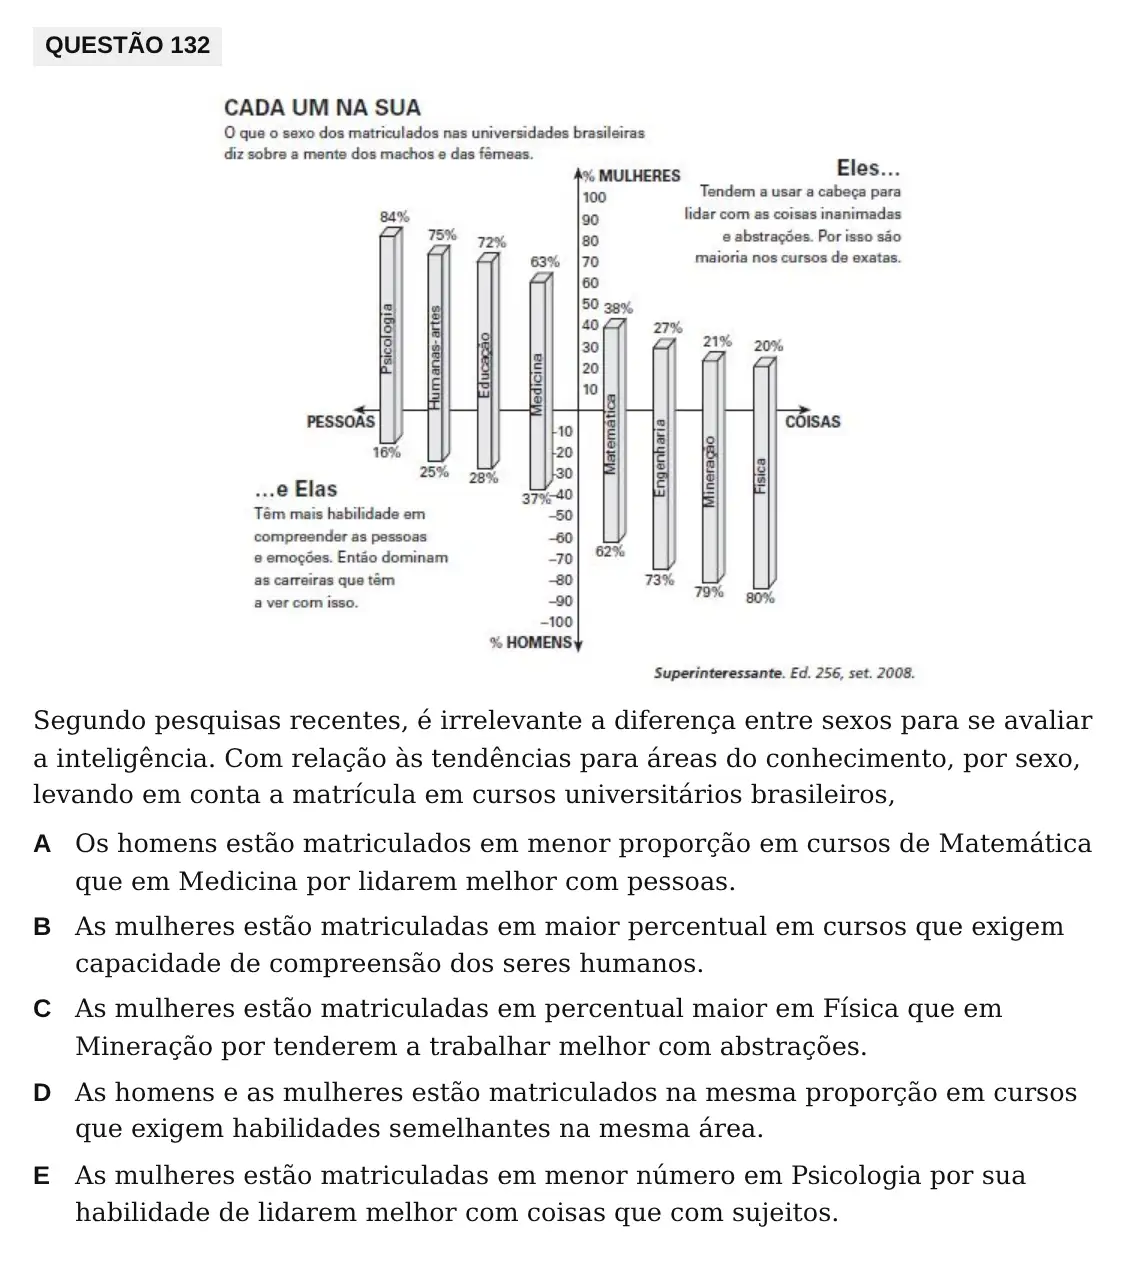 QUESTÃO 132
CADA UM NA SUA
O que o sexo dos matriculados nas universidades brasileiras
diz sobre a mente dos machos e das fêmeas.
% MULHERES
Eles...
Tendem a usar a cabeça para
lidar com as coisas inanimadas
e abstrações. Por isso são
maioria nos cursos de exatas.
100
90
80
70
60
50
40
30
20
10
84%
75%
72%
63%
38%
27%
21%
20%
Psicologia
Humanas-artes
Educação
Medicina
Matemática
Engenharia
Mineração
Física
PESSOAS
COISAS
16%
25%
28%
37%
62%
73%
79%
80%
–10
–20
–30
–40
–50
–60
–70
–80
–90
–100
% HOMENS
...e Elas
Têm mais habilidade em
compreender as pessoas
e emoções. Então dominam
as carreiras que têm
a ver com isso.
Superinteressante. Ed. 256, set. 2008.
Segundo pesquisas recentes, é irrelevante a diferença entre sexos para se avaliar
a inteligência. Com relação às tendências para áreas do conhecimento, por sexo,
levando em conta a matrícula em cursos universitários brasileiros,
A Os homens estão matriculados em menor proporção em cursos de Matemática
que em Medicina por lidarem melhor com pessoas.
B As mulheres estão matriculadas em maior percentual em cursos que exigem
capacidade de compreensão dos seres humanos.
C As mulheres estão matriculadas em percentual maior em Física que em
Mineração por tenderem a trabalhar melhor com abstrações.
D As homens e as mulheres estão matriculados na mesma proporção em cursos
que exigem habilidades semelhantes na mesma área.
E As mulheres estão matriculadas em menor número em Psicologia por sua
habilidade de lidarem melhor com coisas que com sujeitos.